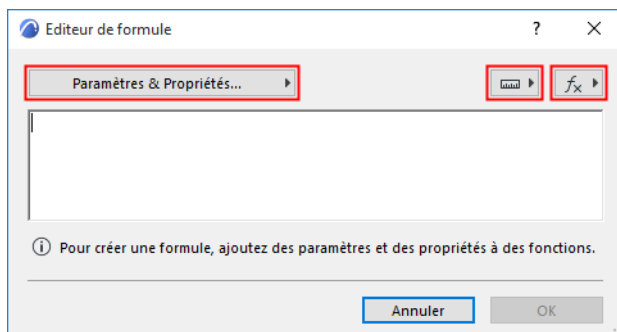 Editeur de formule
?
Paramètres & Propriétés...
fx
Pour créer une formule, ajoutez des paramètres et des propriétés à des fonctions.
Annuler
OK